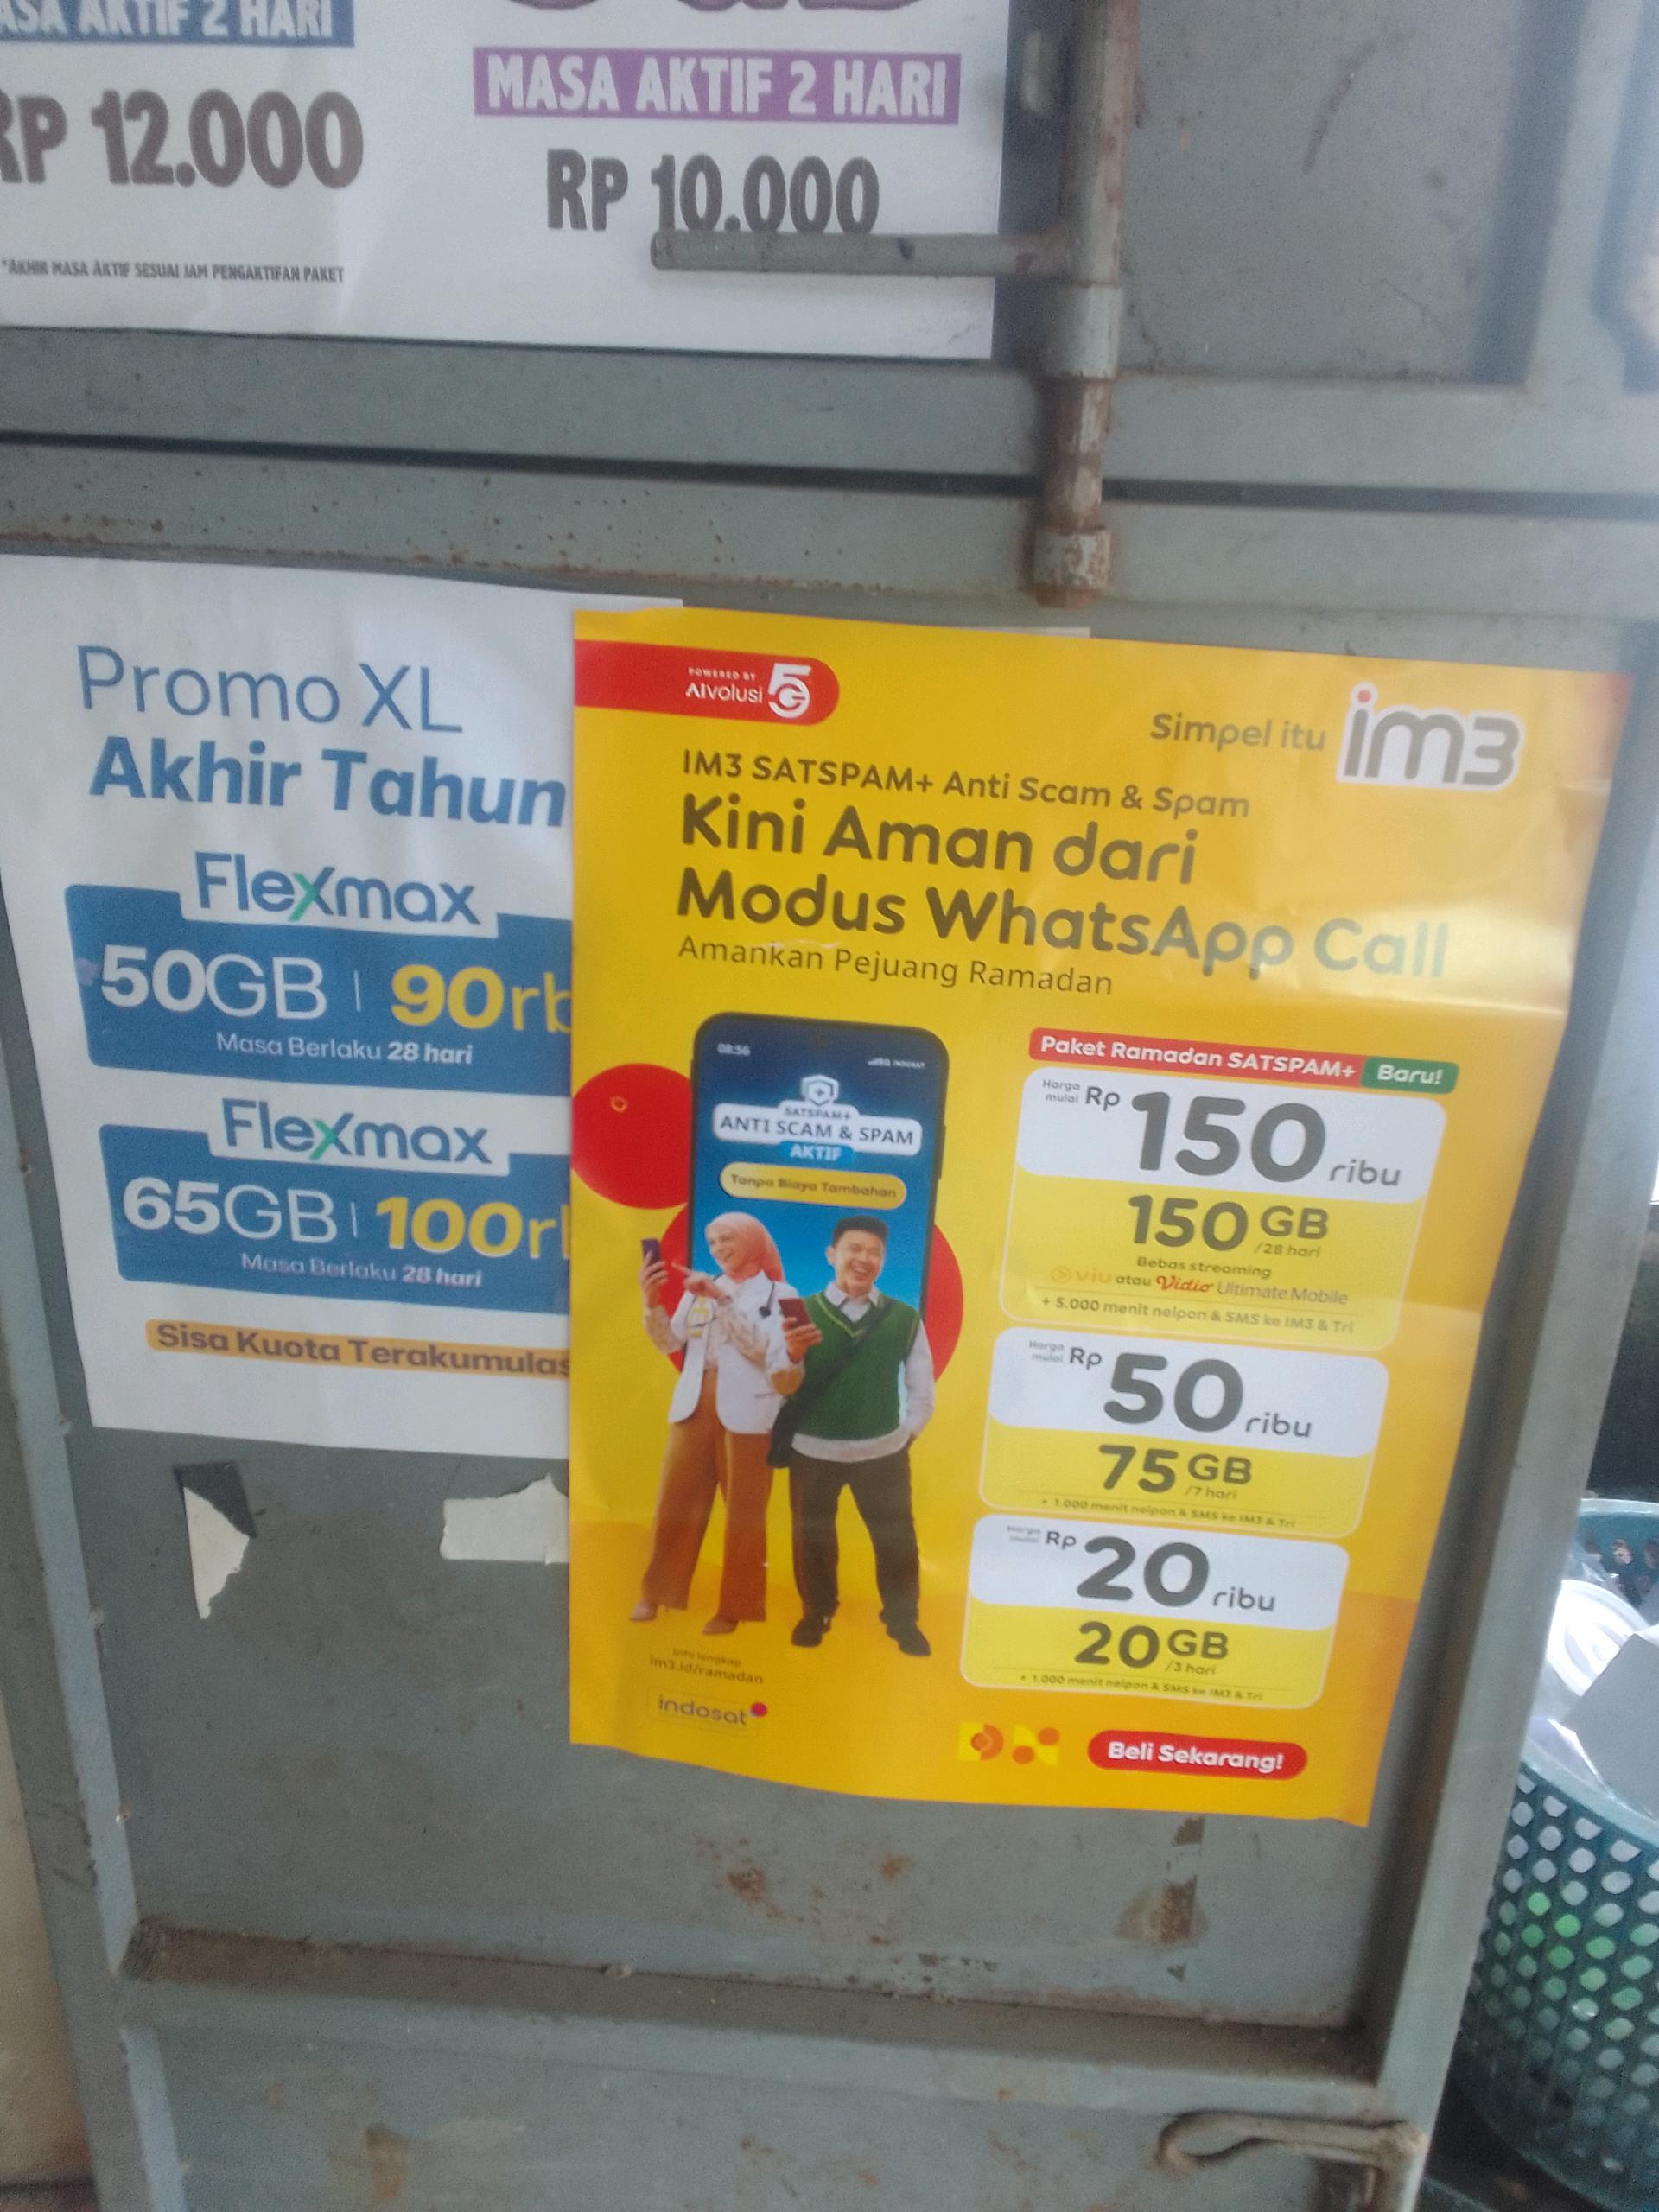 MASA AKTIF 2 HARI
RP 12.000
*AKHIR MASA AKTIF SESUAI JAM PENGAKTIFAN PAKET
MASA AKTIF 2 HARI
RP 10.000
Promo XL
Akhir Tahun
Flexmax
50GB | 90rb
Masa Berlaku 28 hari
Flexmax
65GB | 100r
Masa Berlaku 28 hari
Sisa Kuota Terakumulas
POWERED BY
AIvolusi 5G
Simpel itu im3
IM3 SATSPAM+ Anti Scam & Spam
Kini Aman dari
Modus WhatsApp Call
Amankan Pejuang Ramadan
08:56
SATSPAM+
ANTI SCAM & SPAM
AKTIF
Tanpa Biaya Tambahan
Paket Ramadan SATSPAM+ Baru!
Harga mulai Rp 150 ribu
150 GB /28 hari
Bebas streaming
viu atau Vidio Ultimate Mobile
+ 5.000 menit nelpon & SMS ke IM3 & Tri
Harga mulai Rp 50 ribu
75 GB /7 hari
+ 1.000 menit nelpon & SMS ke IM3 & Tri
Harga mulai Rp 20 ribu
20 GB /3 hari
+ 1.000 menit nelpon & SMS ke IM3 & Tri
Info lengkap
im3.id/ramadan
indosat
Beli Sekarang!